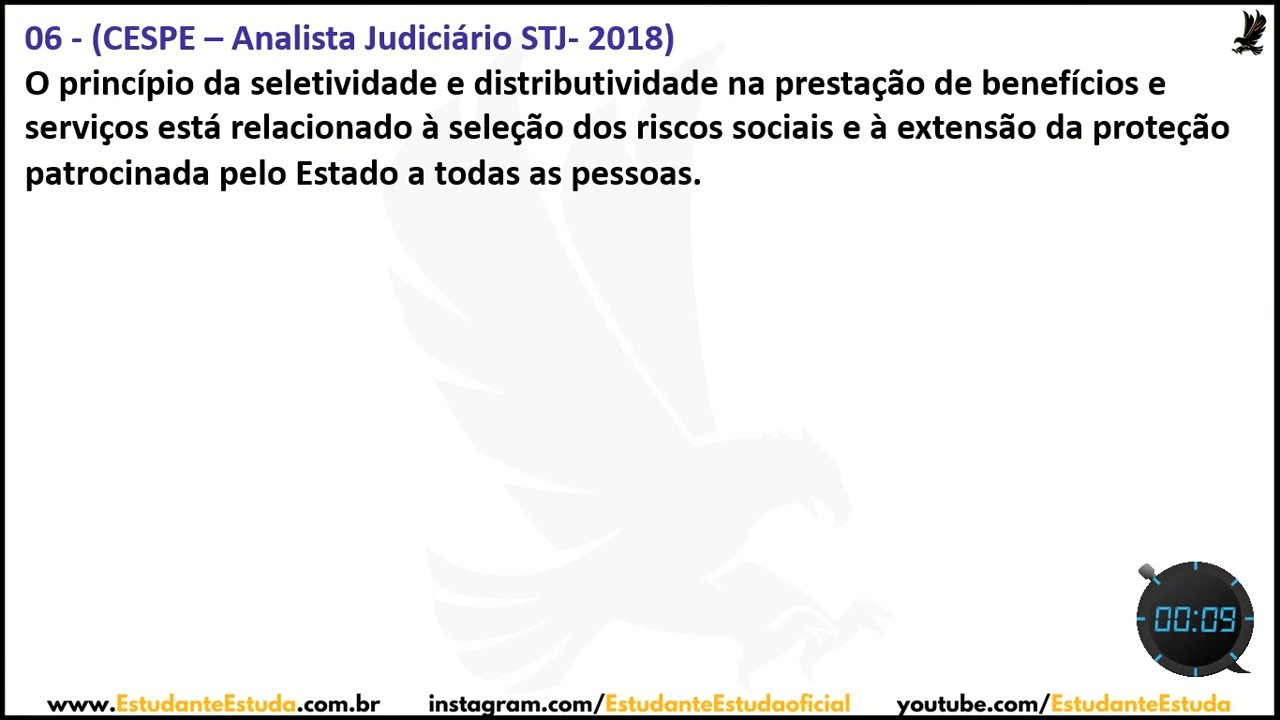 06 - (CESPE – Analista Judiciário STJ- 2018)
O princípio da seletividade e distributividade na prestação de benefícios e
serviços está relacionado à seleção dos riscos sociais e à extensão da proteção
patrocinada pelo Estado a todas as pessoas.
00:09
www.EstudanteEstuda.com.br instagram.com/EstudanteEstudaoficial youtube.com/EstudanteEstuda